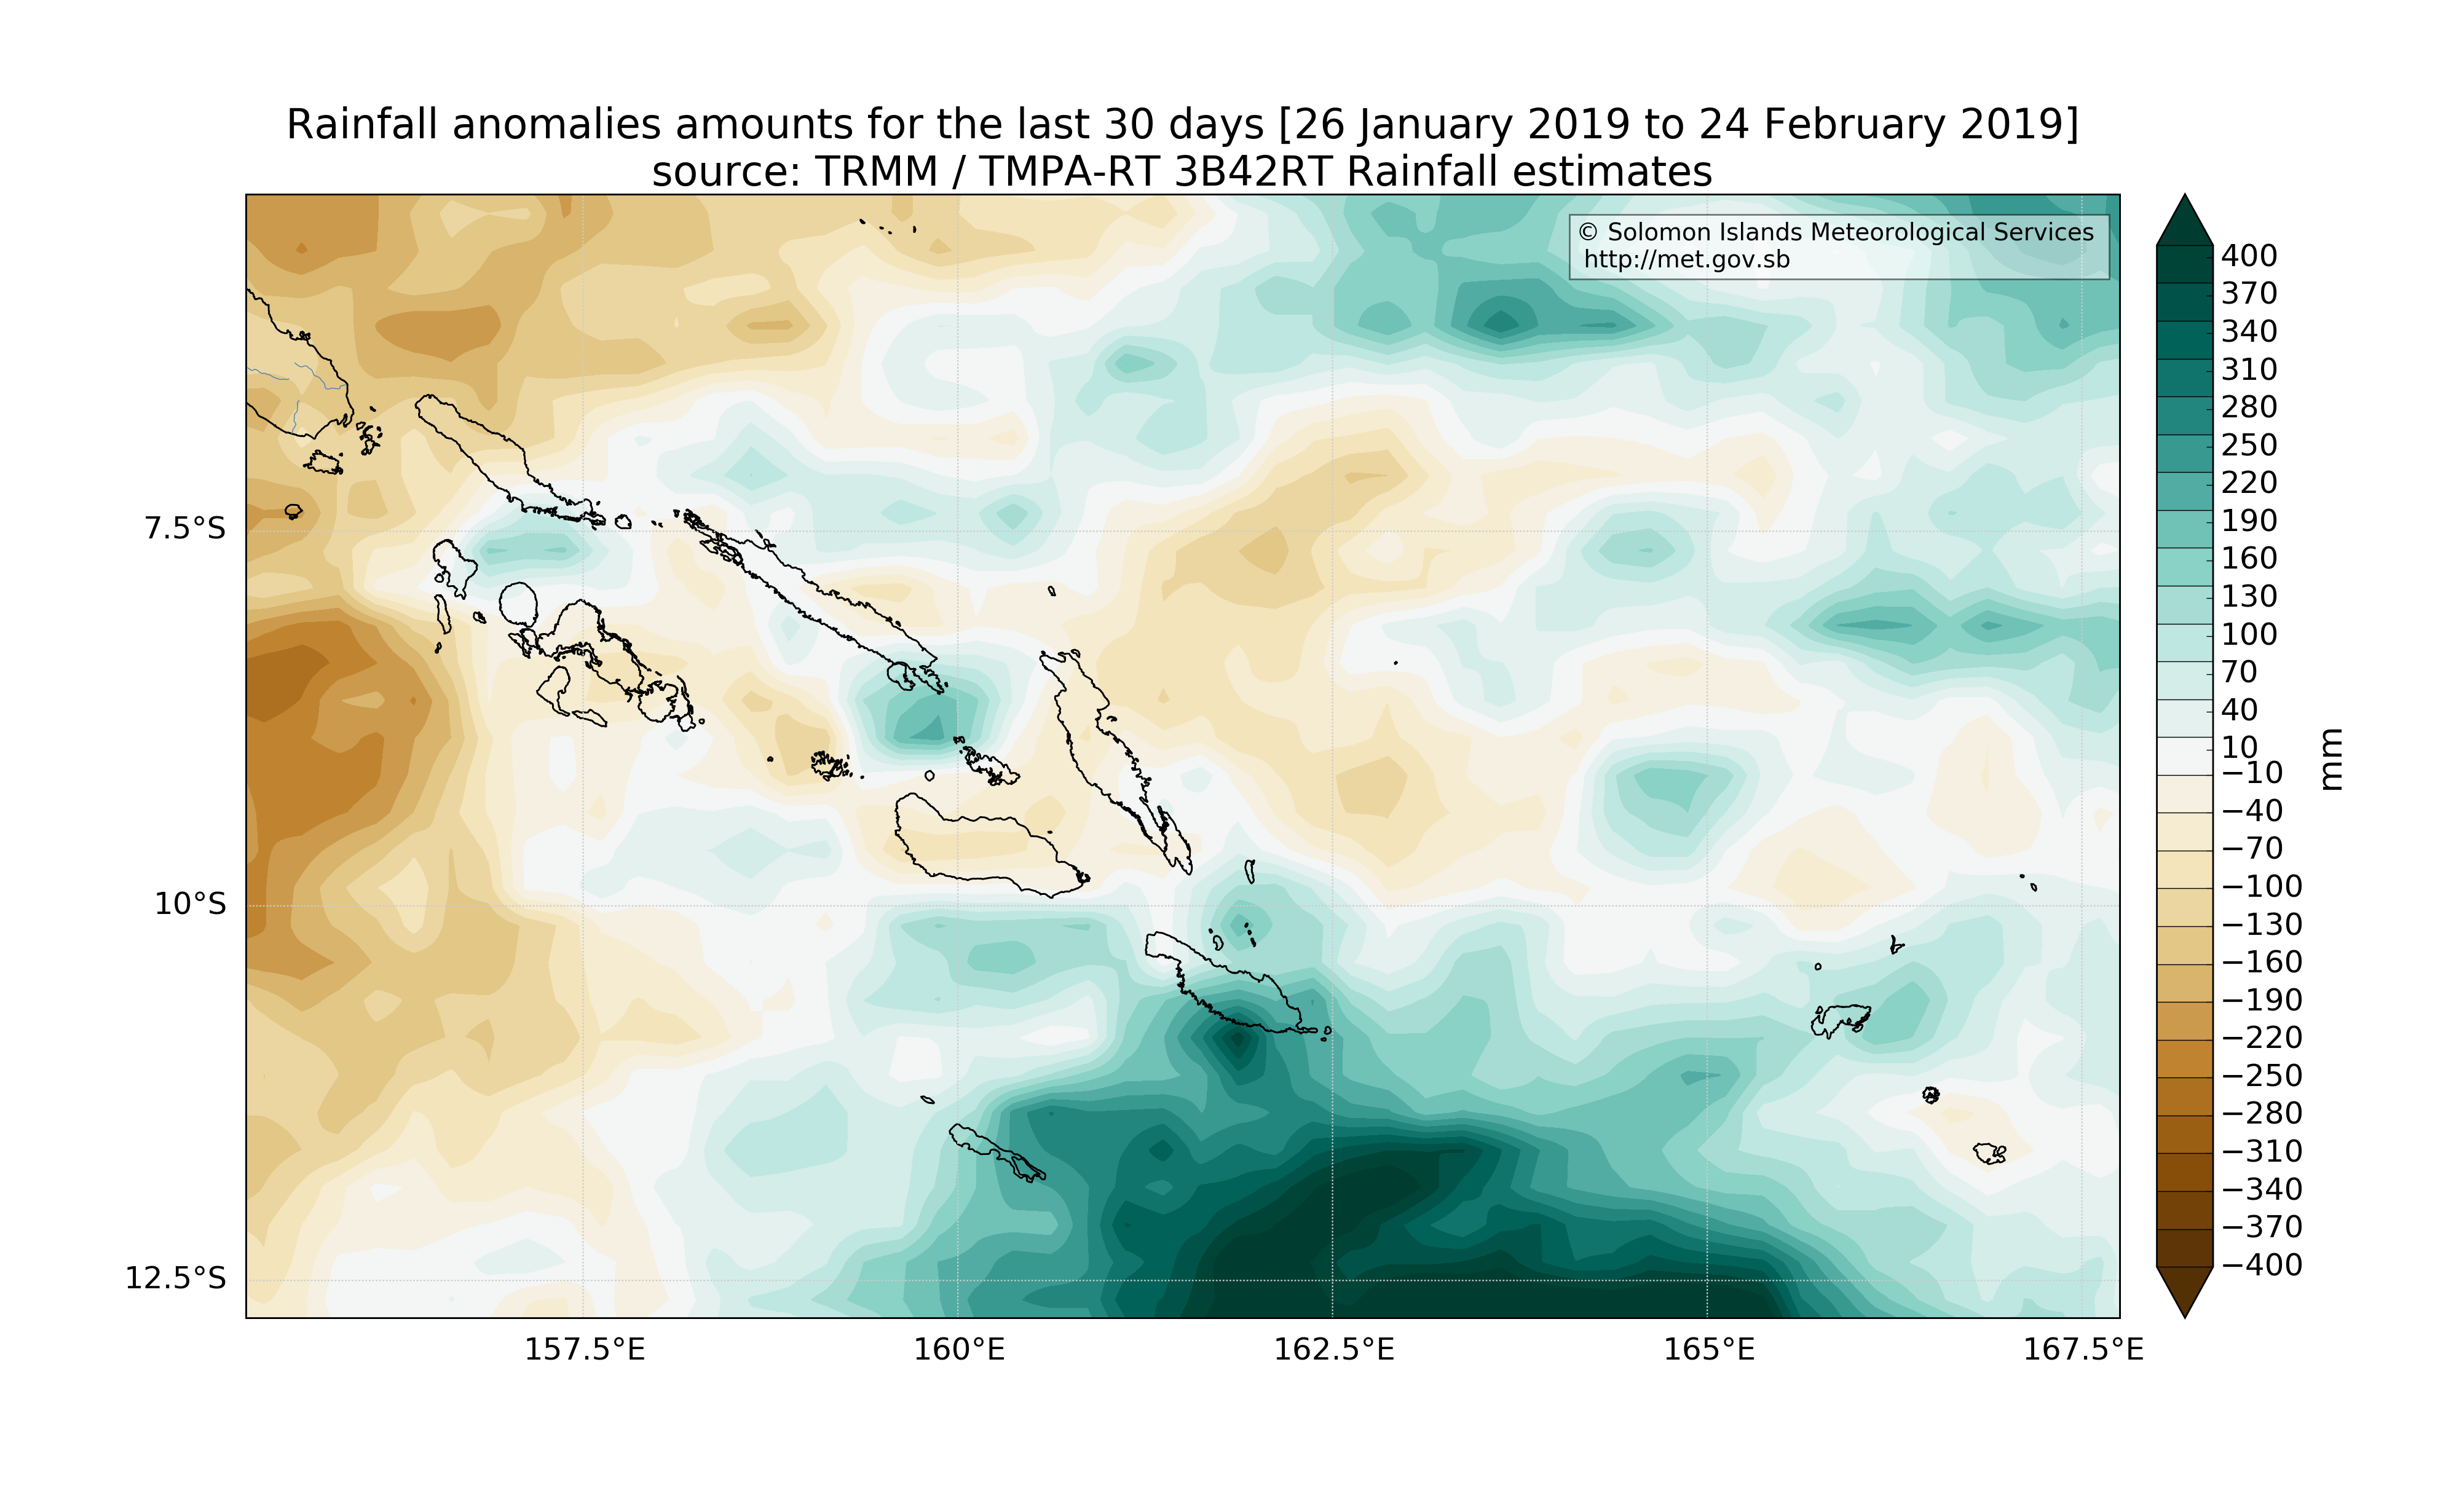 Rainfall anomalies amounts for the last 30 days [26 January 2019 to 24 February 2019]
source: TRMM / TMPA-RT 3B42RT Rainfall estimates
© Solomon Islands Meteorological Services
http://met.gov.sb
7.5°S
10°S
12.5°S
157.5°E
160°E
162.5°E
165°E
167.5°E
400
370
340
310
280
250
220
190
160
130
100
70
40
10
−10
−40
−70
−100
−130
−160
−190
−220
−250
−280
−310
−340
−370
−400
mm